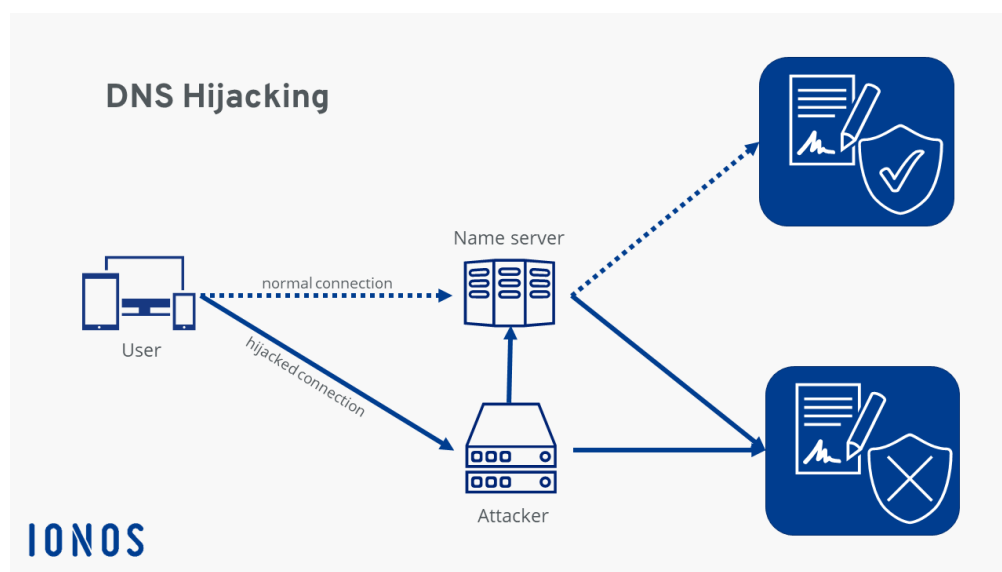 DNS Hijacking
Name server
normal connection
User
hijacked connection
Attacker
IONOS